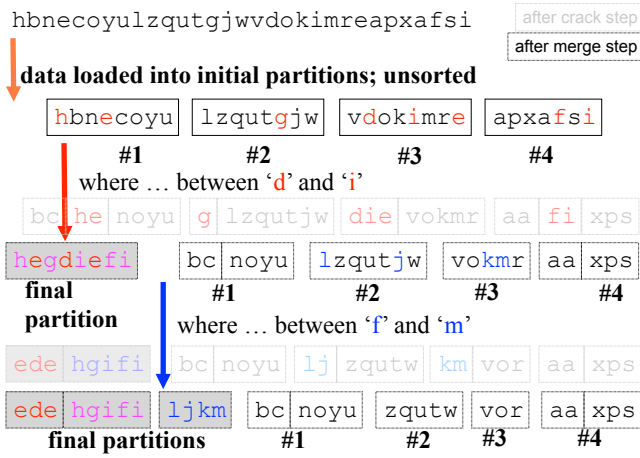 hbnecoyulzqutgjwvdokimreapxafsi
after crack step
after merge step
data loaded into initial partitions; unsorted
hbnecoyu lzqutgjw vdokimre apxafsi
#1 #2 #3 #4
where … between ‘d’ and ‘i’
bc he noyu g lzqutjw die vokmr aa fi xps
hegdiefi bc noyu lzqutjw vokmr aa xps
final partition #1 #2 #3 #4
where … between ‘f’ and ‘m’
ede hgifi bc noyu lj zqutw km vor aa xps
ede hgifi ljkm bc noyu zqutw vor aa xps
final partitions #1 #2 #3 #4